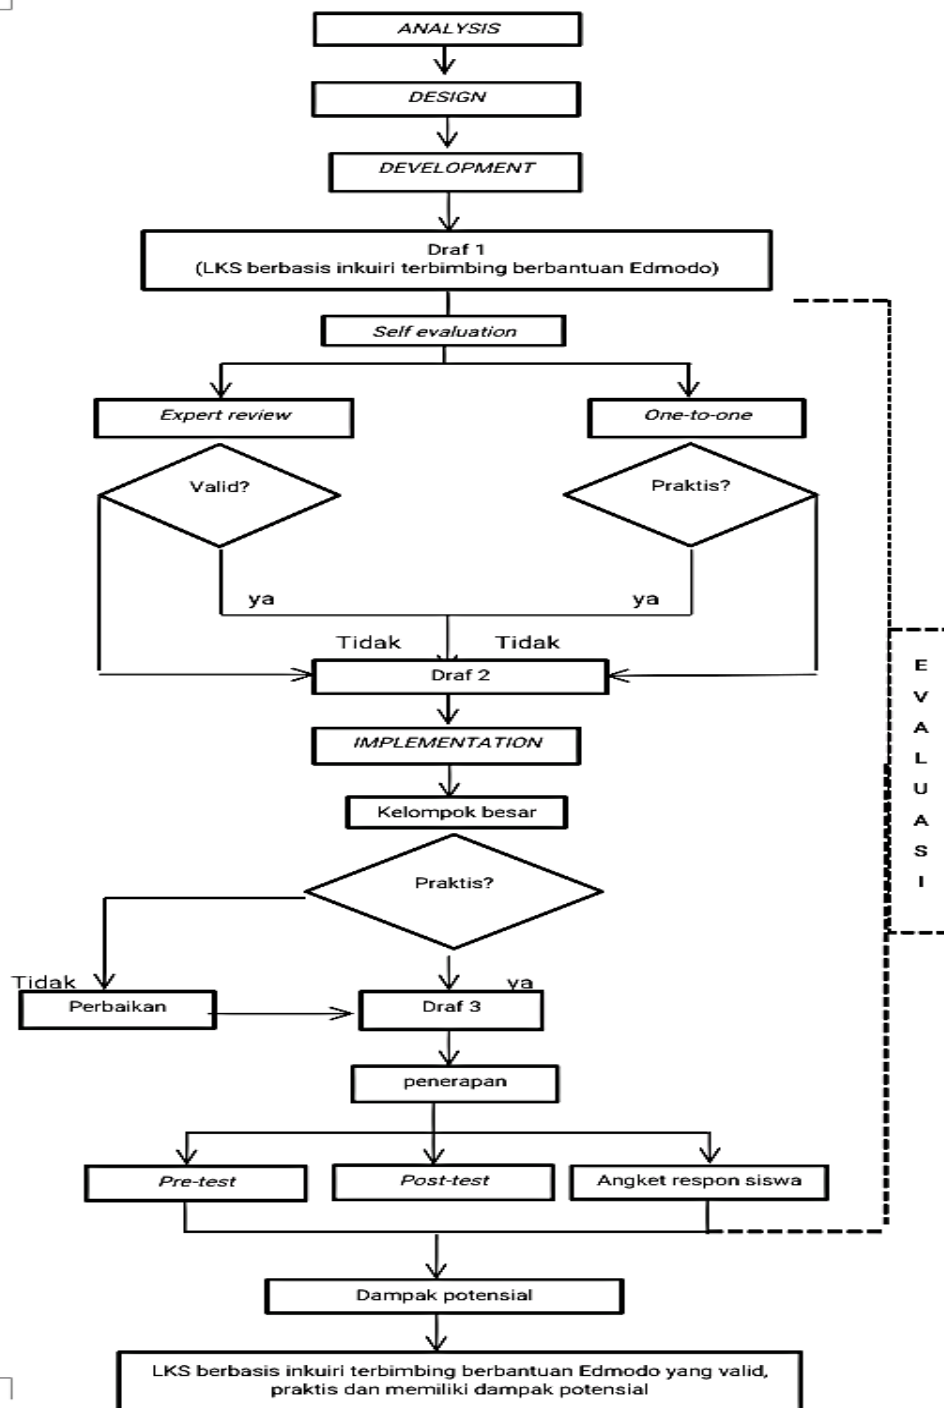 ANALYSIS
DESIGN
DEVELOPMENT
Draf 1
(LKS berbasis inkuiri terbimbing berbantuan Edmodo)
Self evaluation
Expert review
One-to-one
Valid?
Praktis?
ya
ya
Tidak
Tidak
Draf 2
E
V
A
L
U
A
S
I
IMPLEMENTATION
Kelompok besar
Praktis?
Tidak
ya
Perbaikan
Draf 3
penerapan
Pre-test
Post-test
Angket respon siswa
Dampak potensial
LKS berbasis inkuiri terbimbing berbantuan Edmodo yang valid,
praktis dan memiliki dampak potensial